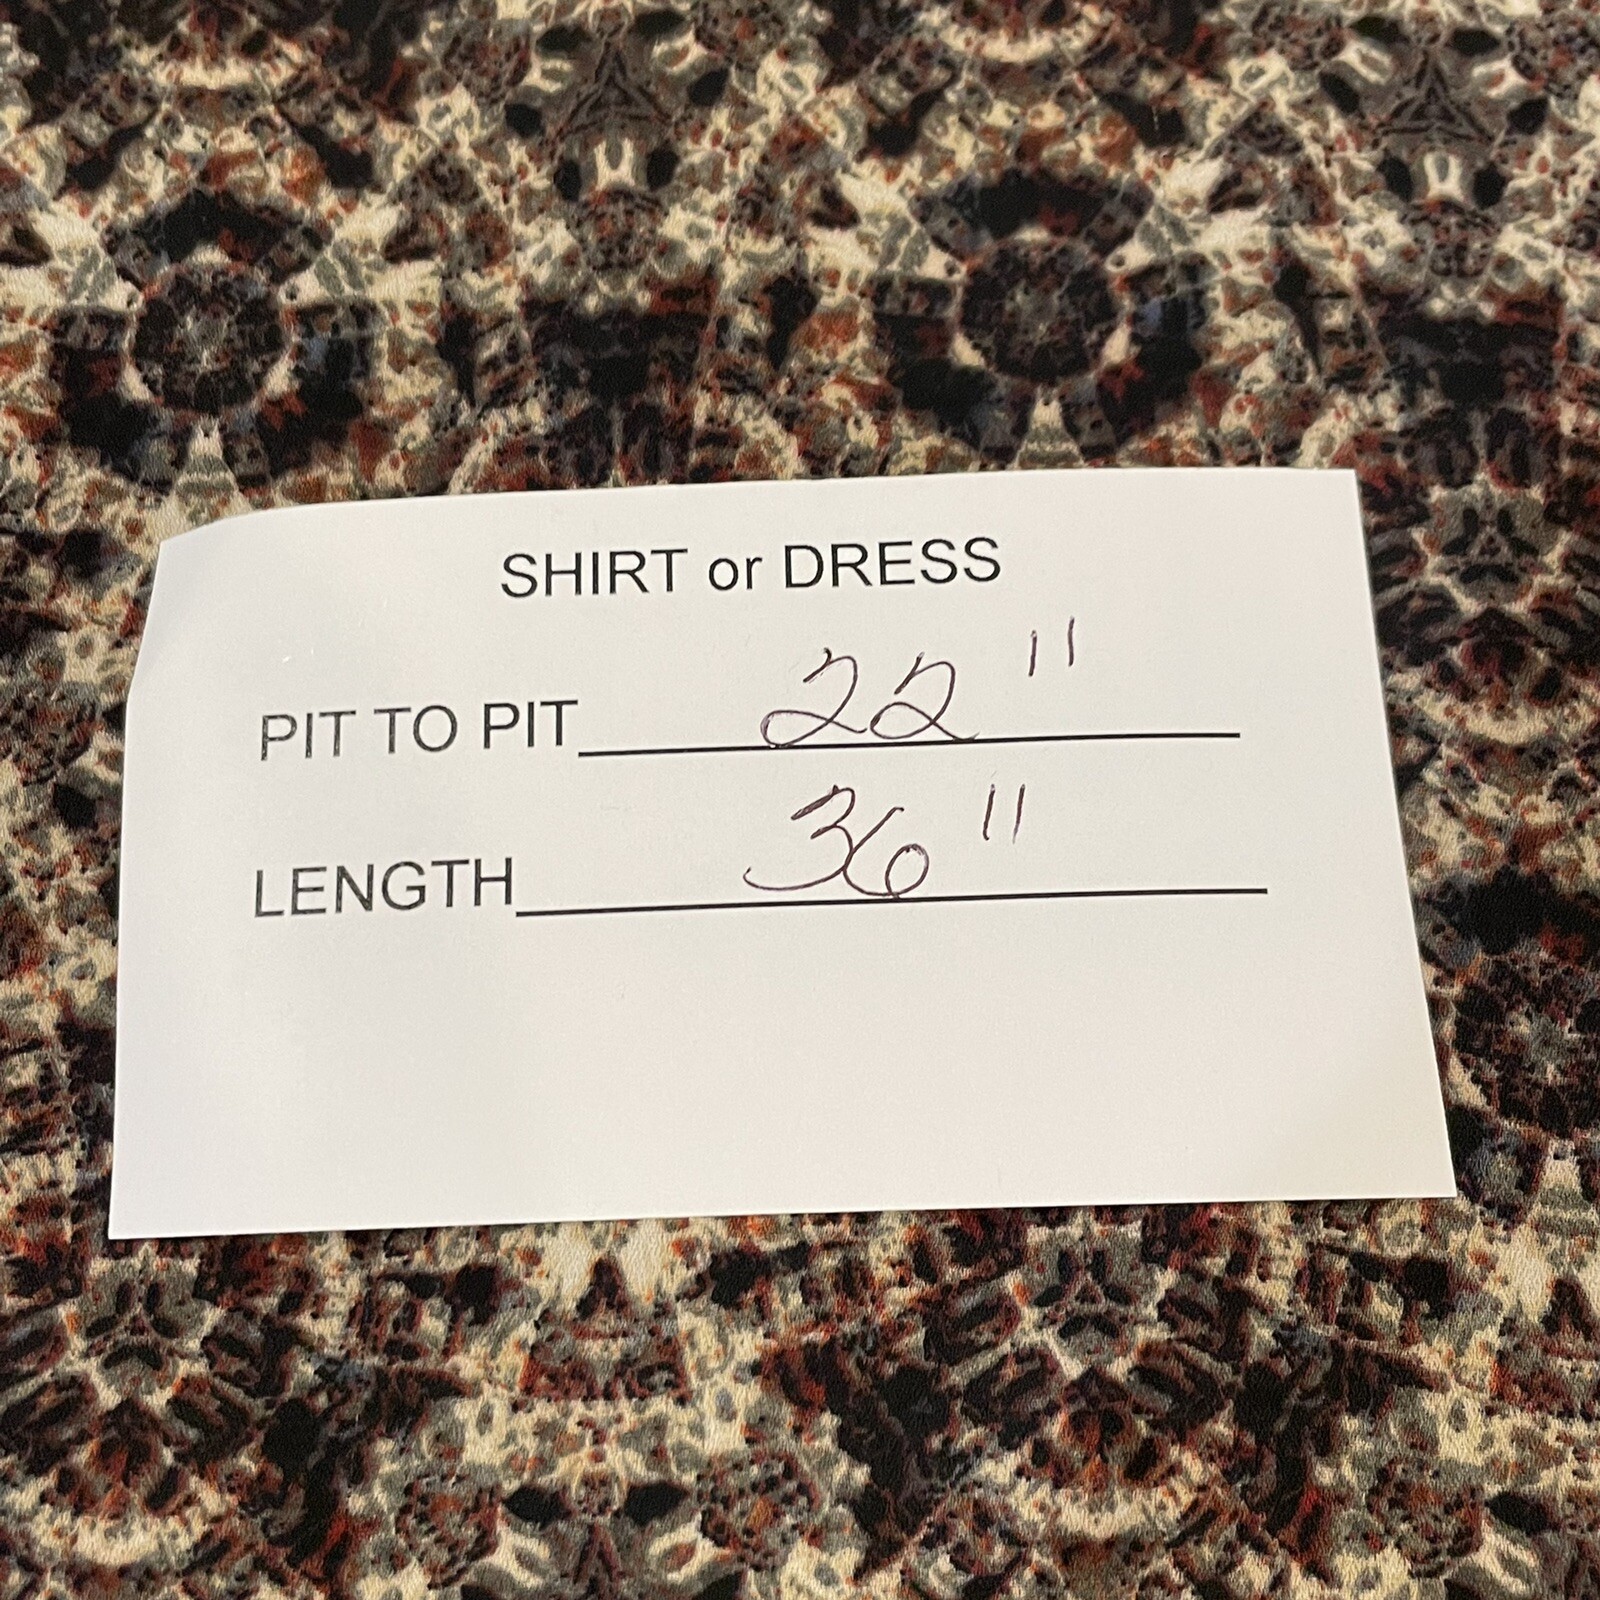 SHIRT or DRESS
PIT TO PIT 22"
LENGTH 36"